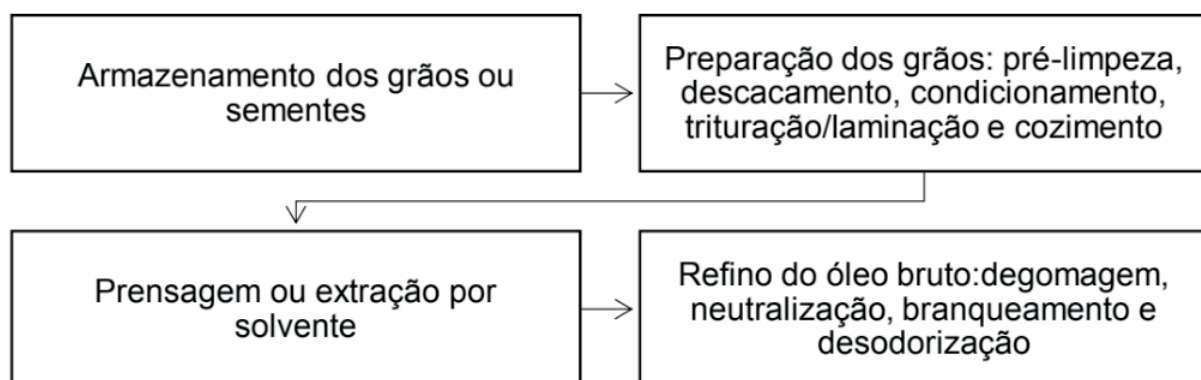 Armazenamento dos grãos ou
sementes
Preparação dos grãos: pré-limpeza,
descacamento, condicionamento,
trituração/laminação e cozimento
Prensagem ou extração por
solvente
Refino do óleo bruto:degomagem,
neutralização, branqueamento e
desodorização